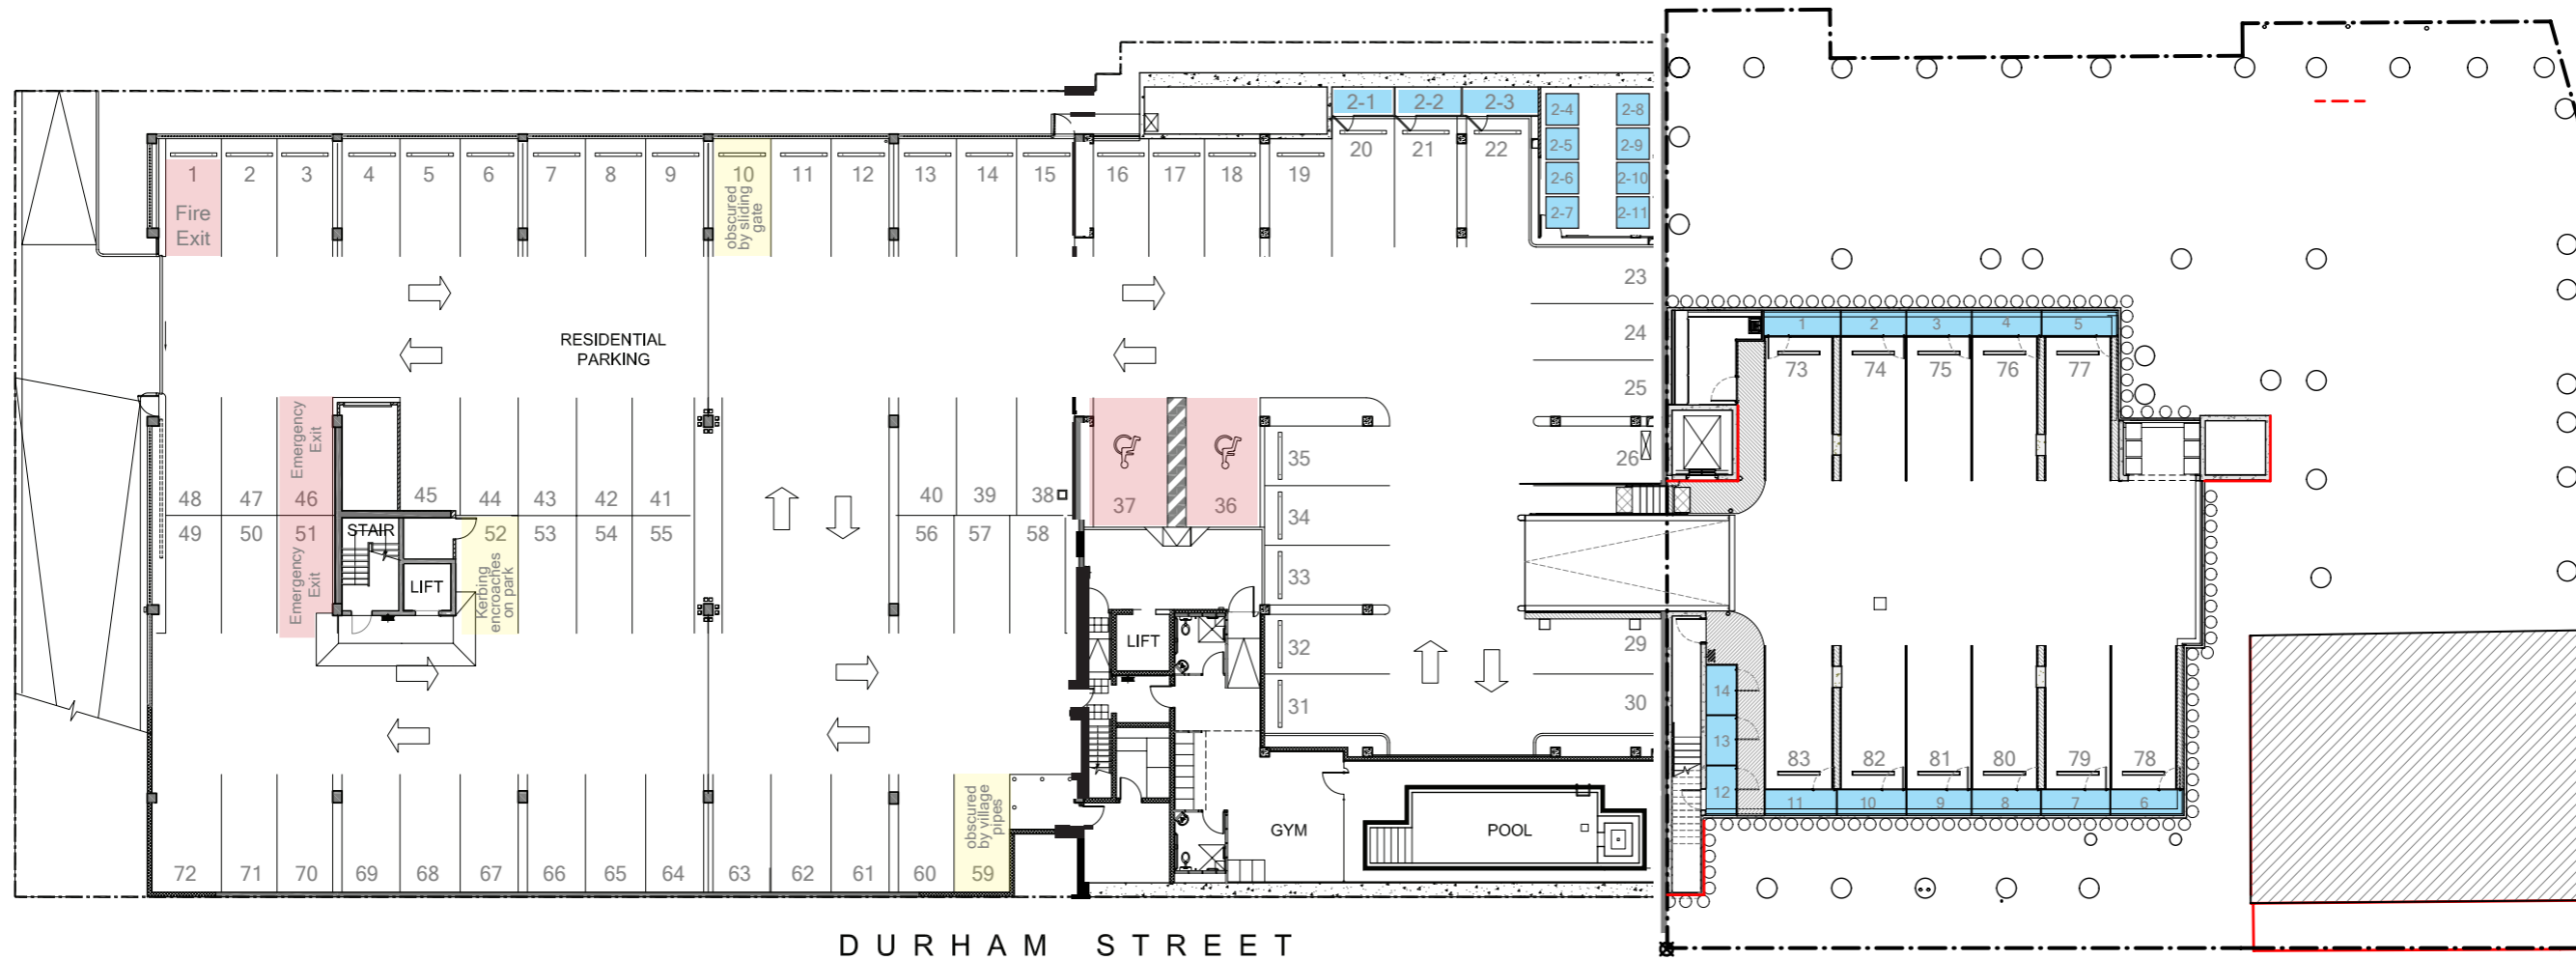 2-1 2-2 2-3 2-4 2-8
2-5 2-9
2-6 2-10
2-7 2-11
1 2 3 4 5 6 7 8 9 10 11 12 13 14 15 16 17 18 19 20 21 22
Fire
Exit
obscured
by sliding
gate
23
24
25
26
RESIDENTIAL
PARKING
1 2 3 4 5
73 74 75 76 77
Emergency
Exit
48 47 46 45 44 43 42 41 40 39 38 37 36
35
34
33
32
31
49 50 51 52 53 54 55 56 57 58
Emergency
Exit
STAIR
LIFT
Kerbing
encroaches
on park
LIFT
29
30
14
13
12
83 82 81 80 79 78
11 10 9 8 7 6
obscured
by village
pipes
72 71 70 69 68 67 66 65 64 63 62 61 60 59
GYM
POOL
DURHAM STREET